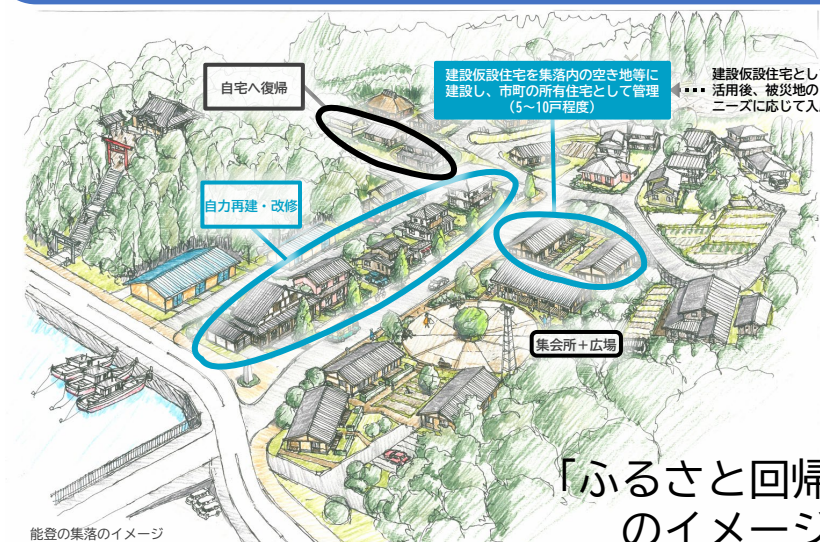 自宅へ復帰
建設仮設住宅を集落内の空き地等に
建設し、市町の所有住宅として管理
（5～10戸程度）
建設仮設住宅とし
活用後、被災地の
ニーズに応じて入
自力再建・改修
集会所＋広場
「ふるさと回帰
のイメージ
能登の集落のイメージ